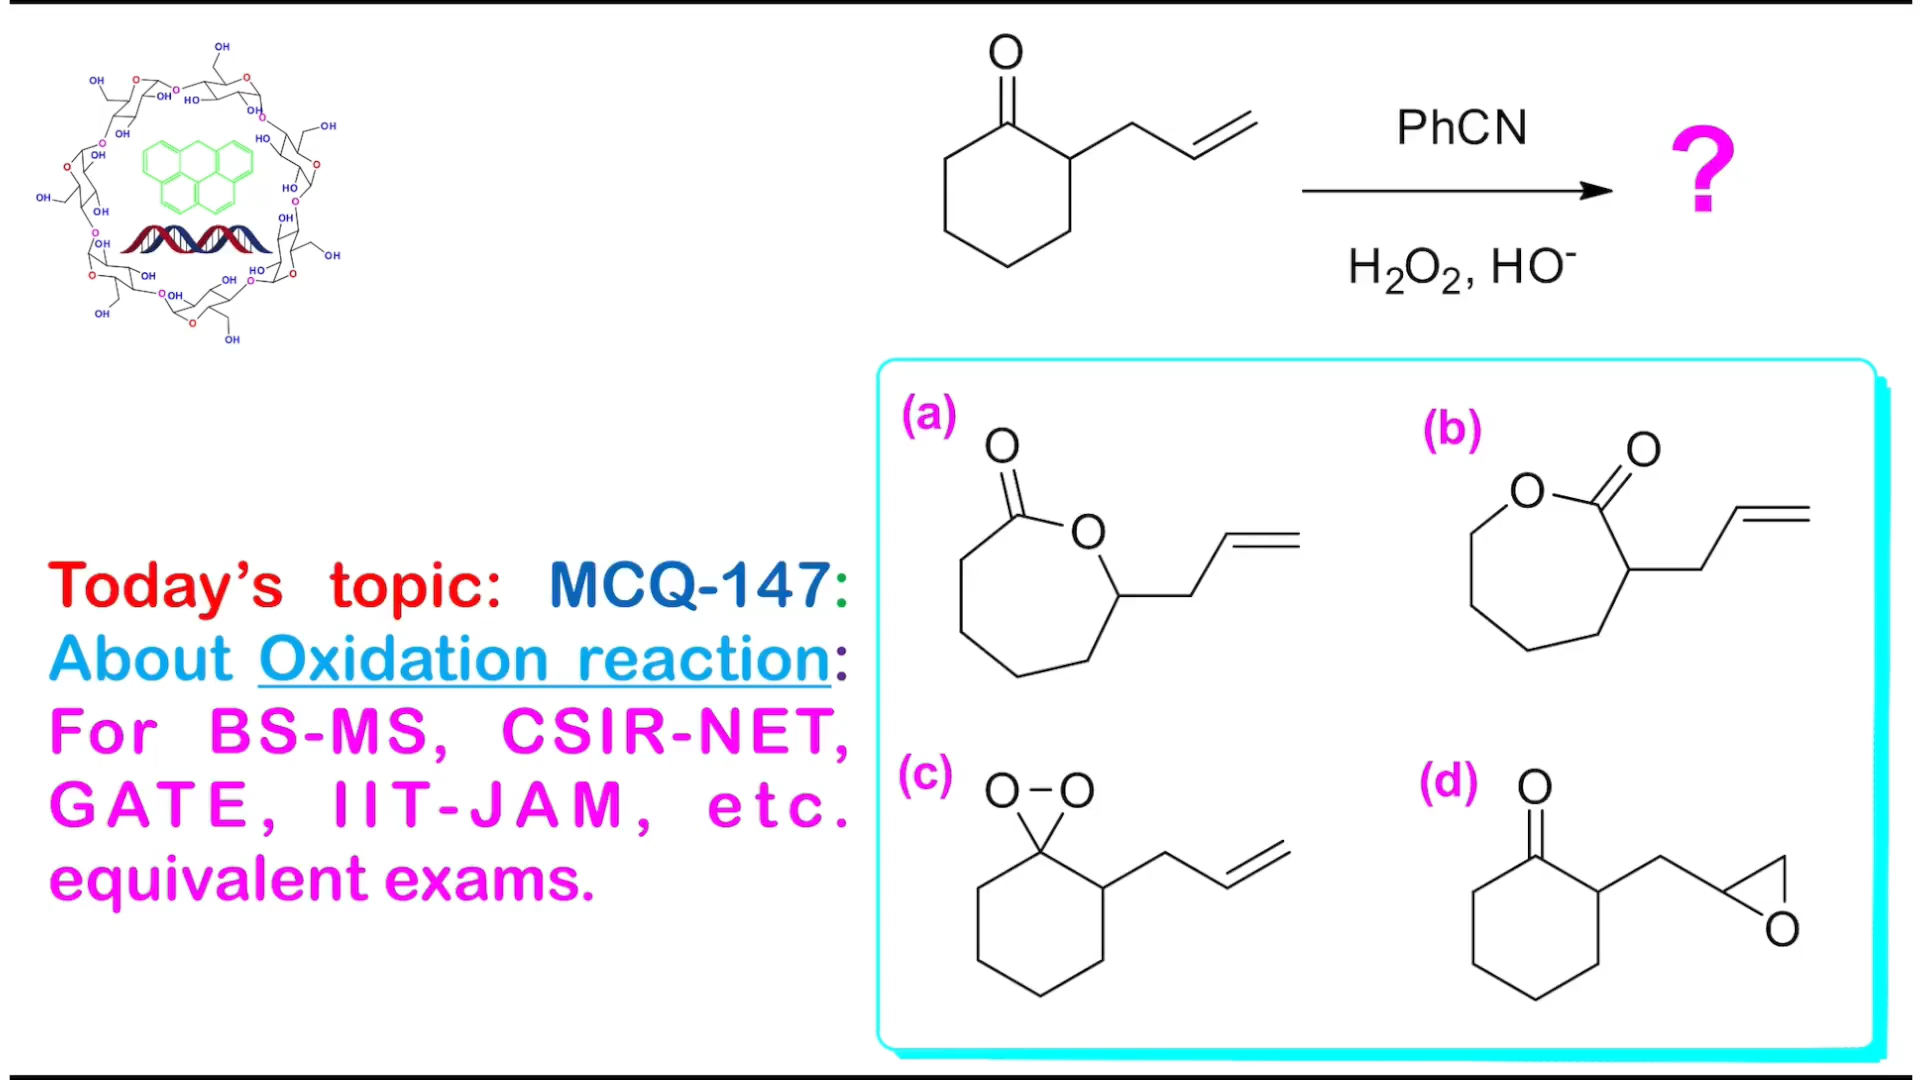 O
PhCN
?
H₂O₂, HO⁻
(a)
O
O
(b)
O
O
Today’s topic: MCQ-147:
About Oxidation reaction:
For BS-MS, CSIR-NET,
GATE, IIT-JAM, etc.
equivalent exams.
(c)
O–O
(d)
O
O